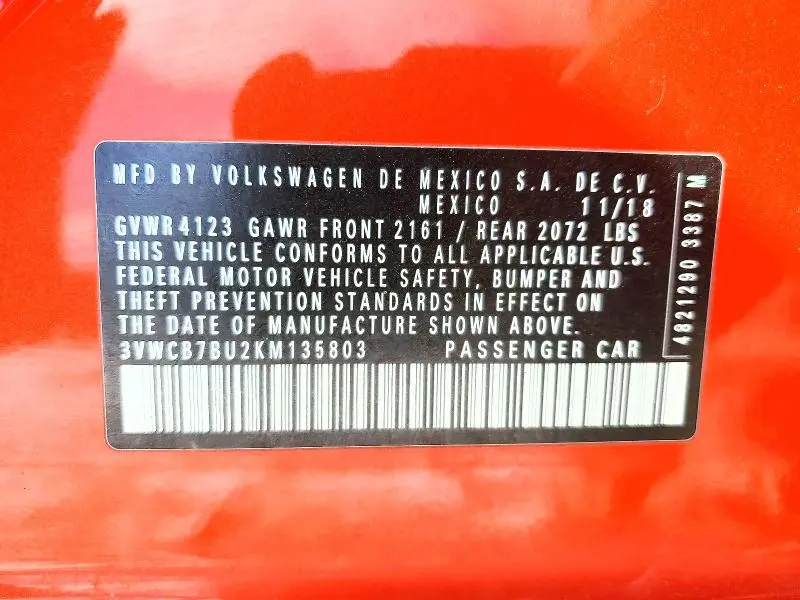 MFD BY VOLKSWAGEN DE MEXICO S.A. DE C.V.
MEXICO 11/18
GVWR 4123 GAWR FRONT 2161 / REAR 2072 LBS
THIS VEHICLE CONFORMS TO ALL APPLICABLE U.S.
FEDERAL MOTOR VEHICLE SAFETY, BUMPER AND
THEFT PREVENTION STANDARDS IN EFFECT ON
THE DATE OF MANUFACTURE SHOWN ABOVE.
3VWCB7BU2KM135803 PASSENGER CAR
4821290 3387 M